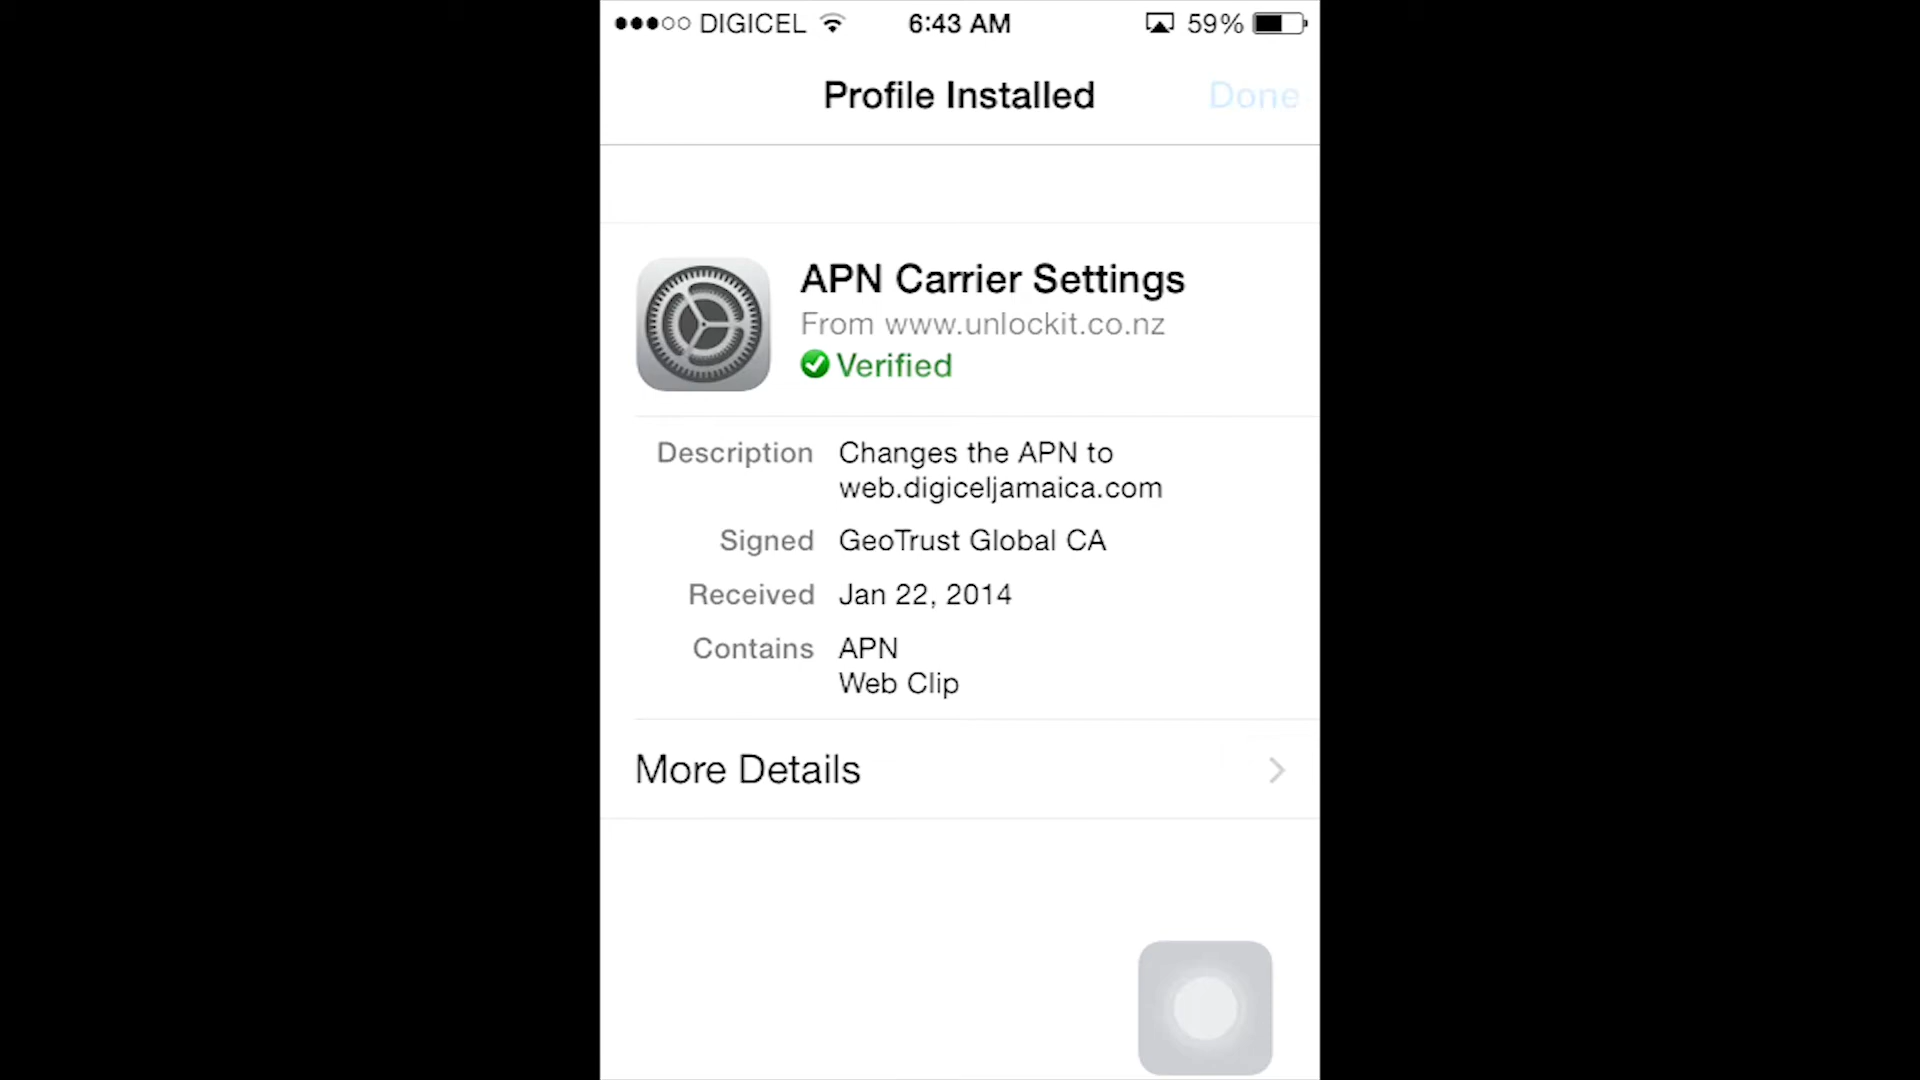 DIGICEL 6:43 AM 59%
Profile Installed Done
APN Carrier Settings
From www.unlockit.co.nz
Verified
Description Changes the APN to
web.digiceljamaica.com
Signed GeoTrust Global CA
Received Jan 22, 2014
Contains APN
Web Clip
More Details